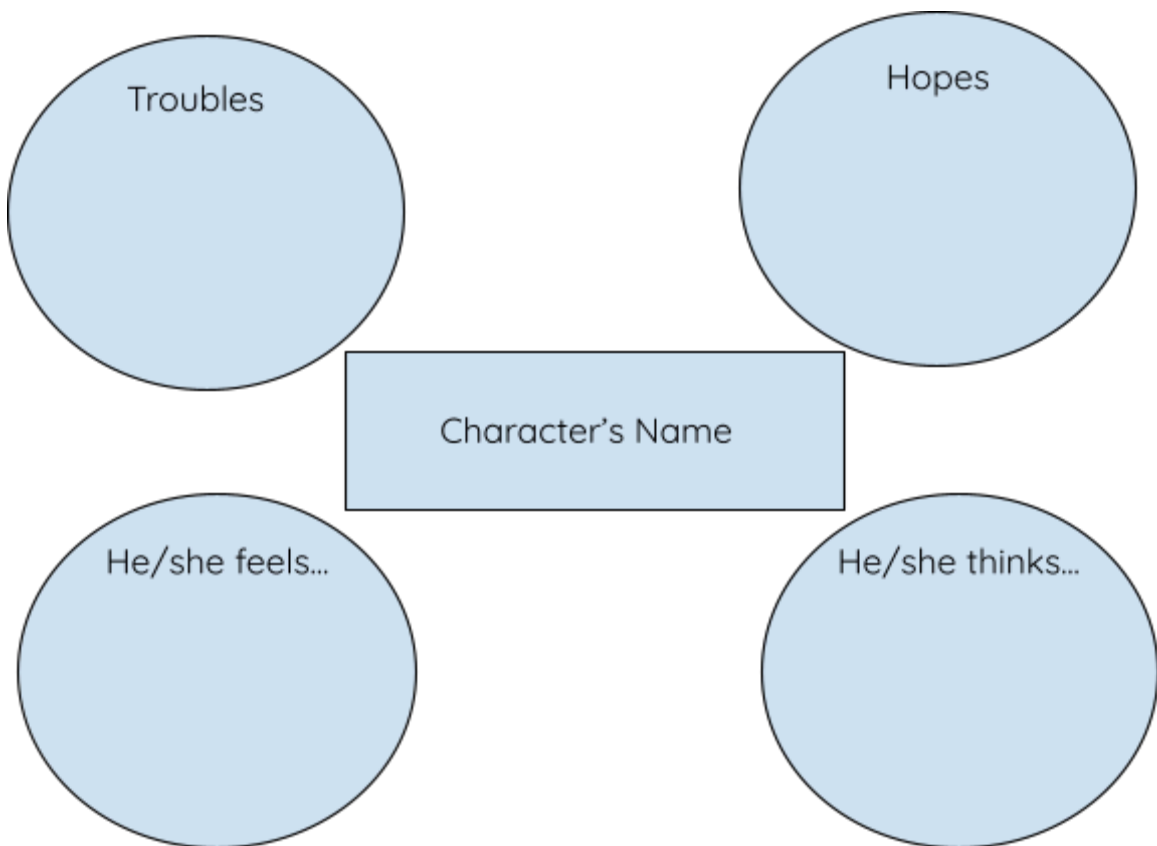 Troubles
Hopes
Character’s Name
He/she feels...
He/she thinks...